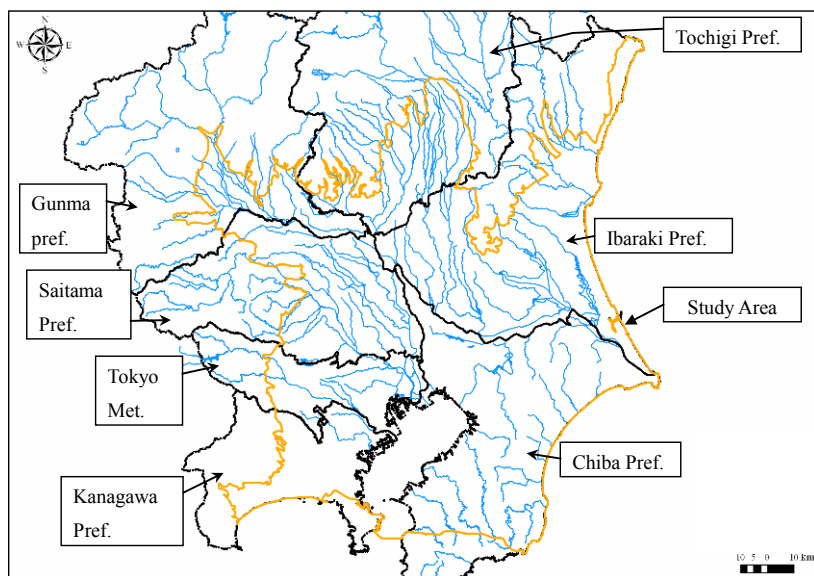 N
W E
S
Tochigi Pref.
Gunma
pref.
Ibaraki Pref.
Saitama
Pref.
Study Area
Tokyo
Met.
Chiba Pref.
Kanagawa
Pref.
10 5 0 10 km